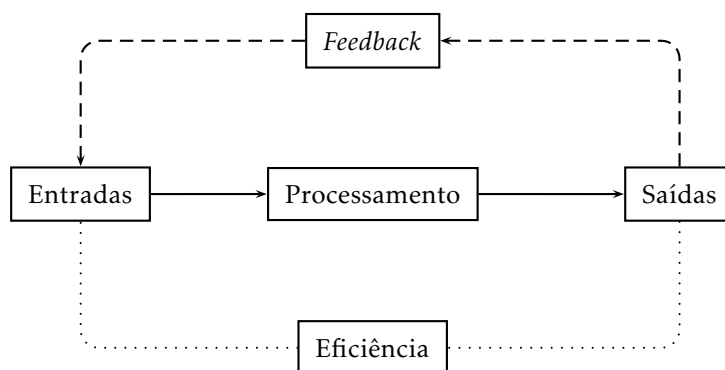 Feedback
Entradas
Processamento
Saídas
Eficiência